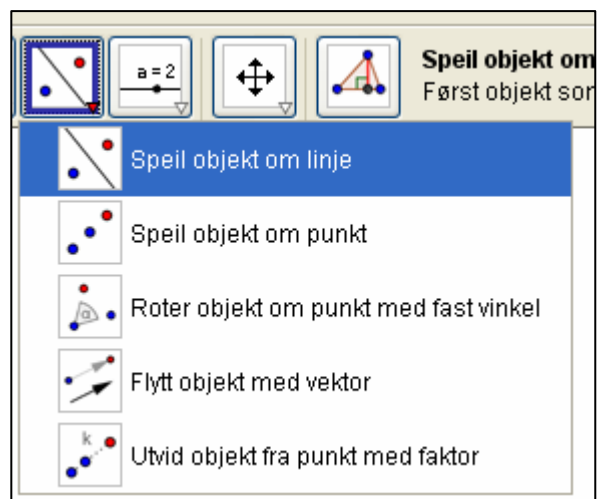 a = 2
Speil objekt om
Først objekt sor
Speil objekt om linje
Speil objekt om punkt
α
Roter objekt om punkt med fast vinkel
Flytt objekt med vektor
k
Utvid objekt fra punkt med faktor